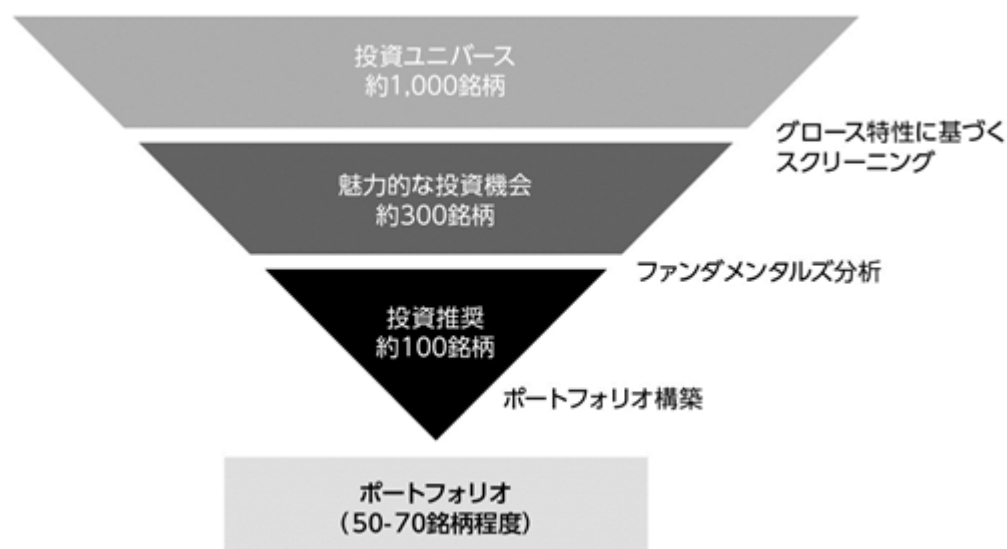 投資ユニバース
約1,000銘柄
グロース特性に基づく
スクリーニング
魅力的な投資機会
約300銘柄
ファンダメンタルズ分析
投資推奨
約100銘柄
ポートフォリオ構築
ポートフォリオ
(50-70銘柄程度)